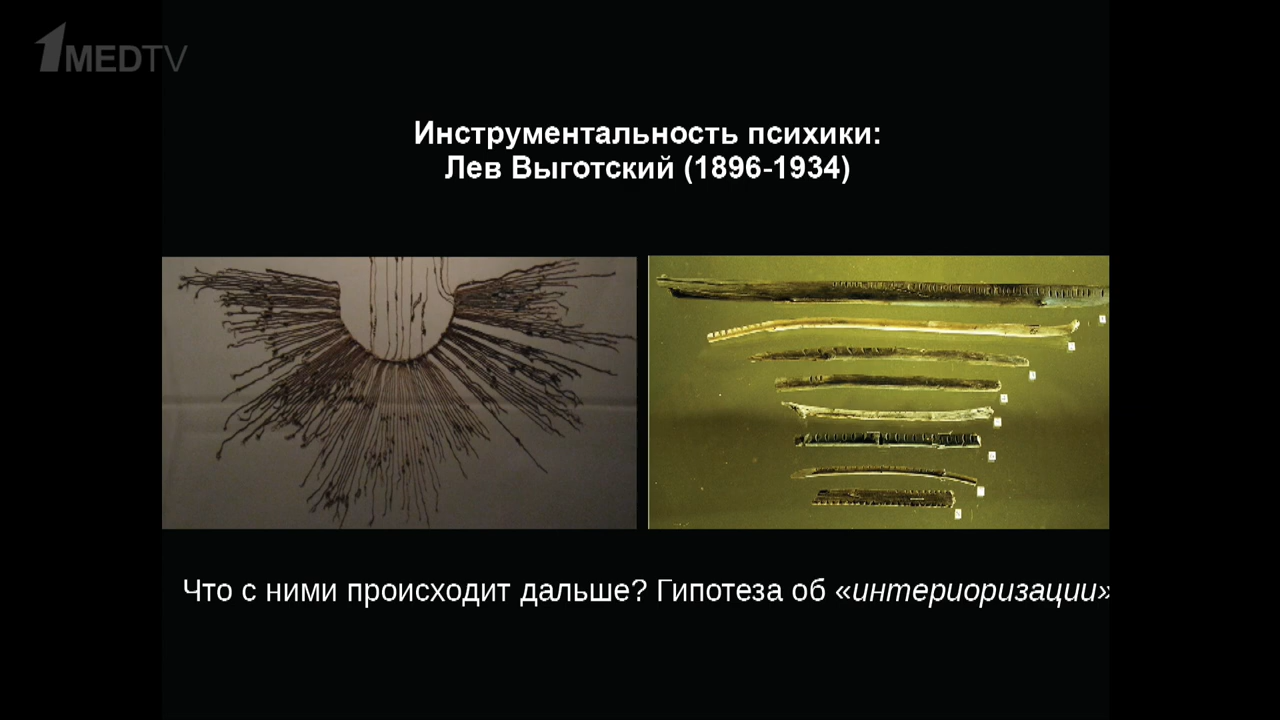 1MEDTV
Инструментальность психики:
Лев Выготский (1896-1934)
Что с ними происходит дальше? Гипотеза об «интериоризации»